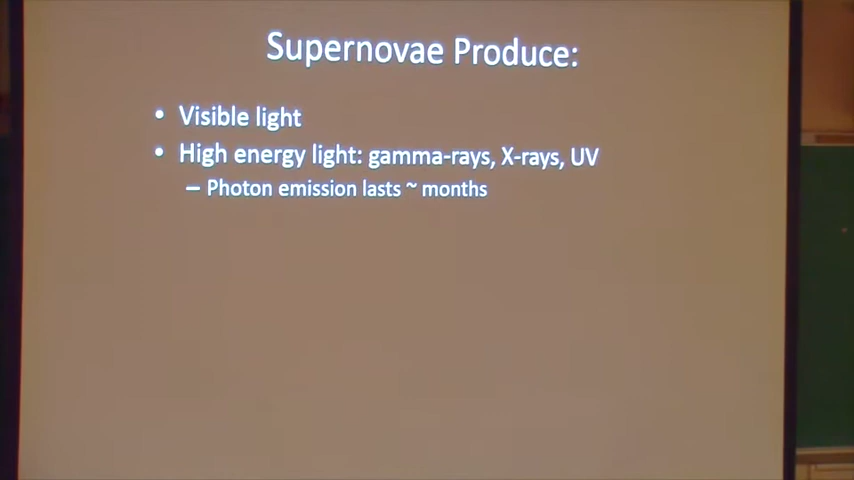 Supernovae Produce:
• Visible light
• High energy light: gamma-rays, X-rays, UV
– Photon emission lasts ~ months